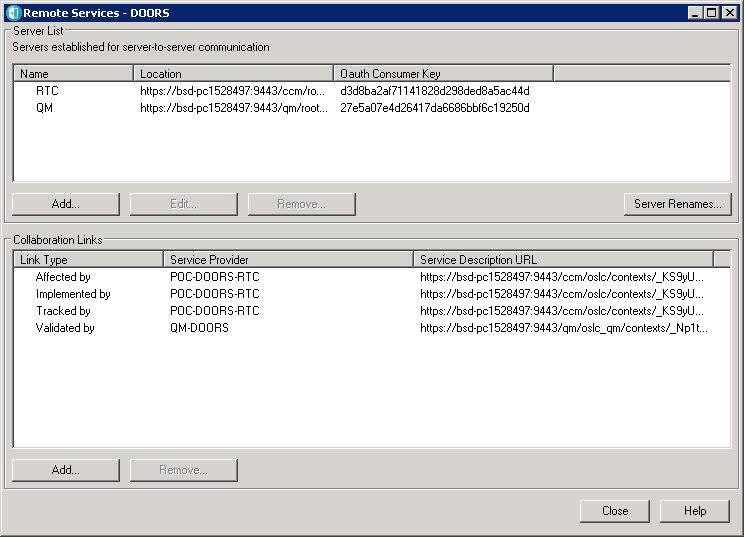 Remote Services - DOORS
Server List
Servers established for server-to-server communication
Name Location Oauth Consumer Key
RTC https://bsd-pc1528497:9443/ccm/ro... d3d8ba2af71141828d298ded8a5ac44d
QM https://bsd-pc1528497:9443/qm/root... 27e5a07e4d26417da6686bbf6c19250d
Add... Edit... Remove... Server Renames...
Collaboration Links
Link Type Service Provider Service Description URL
Affected by POC-DOORS-RTC https://bsd-pc1528497:9443/ccm/oslc/contexts/_KS9yU...
Implemented by POC-DOORS-RTC https://bsd-pc1528497:9443/ccm/oslc/contexts/_KS9yU...
Tracked by POC-DOORS-RTC https://bsd-pc1528497:9443/ccm/oslc/contexts/_KS9yU...
Validated by QM-DOORS https://bsd-pc1528497:9443/qm/oslc_qm/contexts/_Np1t...
Add... Remove...
Close Help